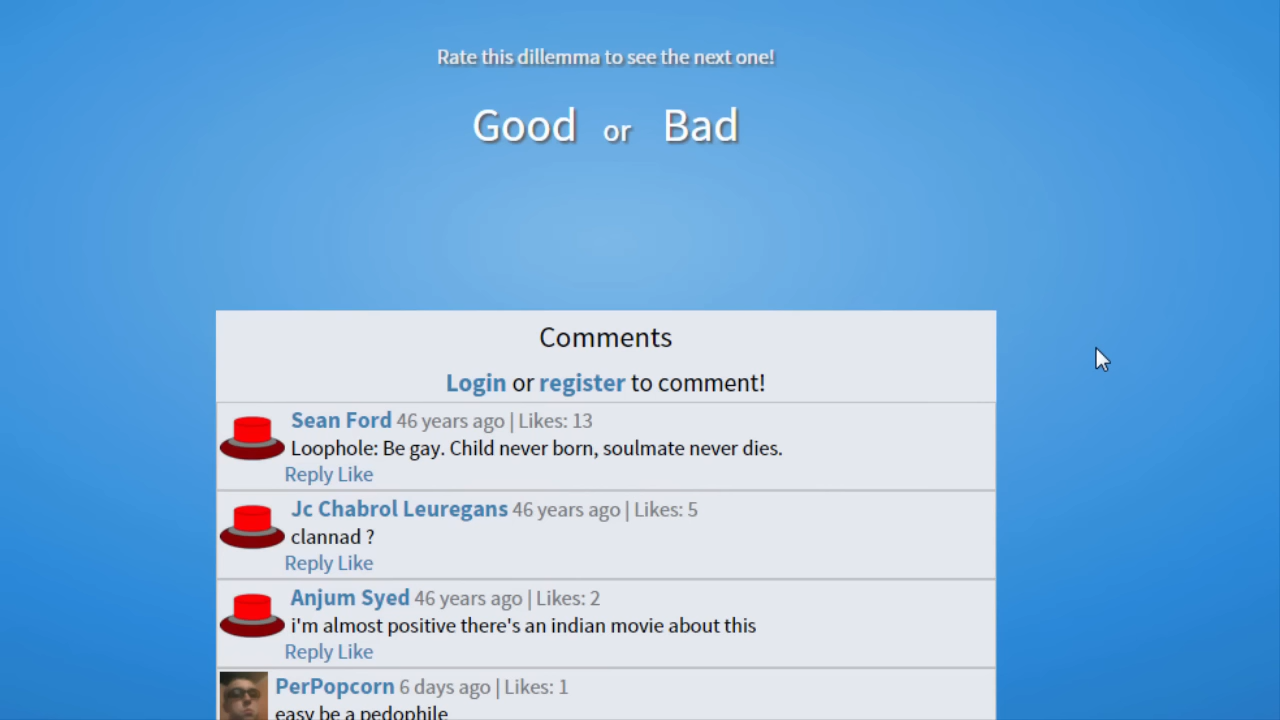 Rate this dillemma to see the next one!
Good or Bad
Comments
Login or register to comment!
Sean Ford 46 years ago | Likes: 13
Loophole: Be gay. Child never born, soulmate never dies.
Reply Like
Jc Chabrol Leuregans 46 years ago | Likes: 5
clannad ?
Reply Like
Anjum Syed 46 years ago | Likes: 2
i'm almost positive there's an indian movie about this
Reply Like
PerPopcorn 6 days ago | Likes: 1
easy be a pedophile